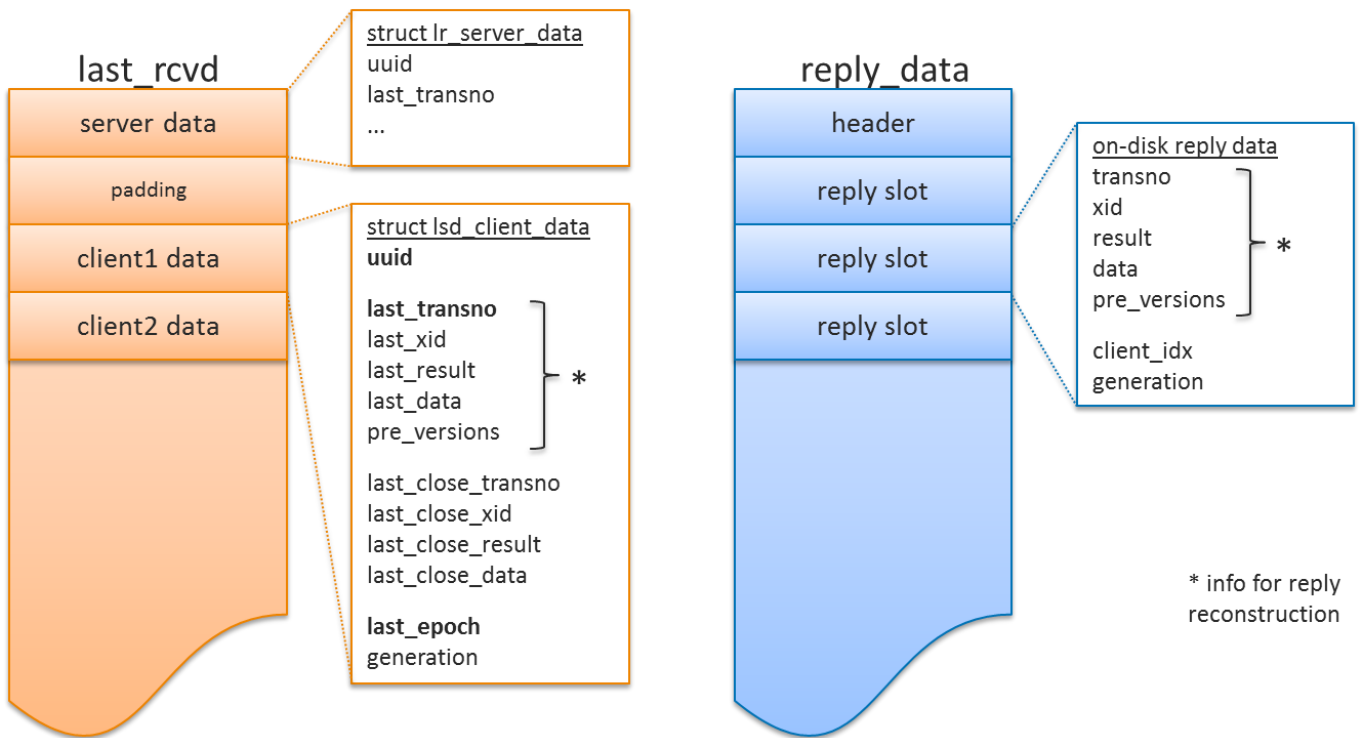 last_rcvd
server data
padding
client1 data
client2 data
struct lr_server_data
uuid
last_transno
...
struct lsd_client_data
uuid
last_transno
last_xid
last_result
last_data
pre_versions
*
last_close_transno
last_close_xid
last_close_result
last_close_data
last_epoch
generation
reply_data
header
reply slot
reply slot
reply slot
on-disk reply data
transno
xid
result
data
pre_versions
*
client_idx
generation
* info for reply
reconstruction